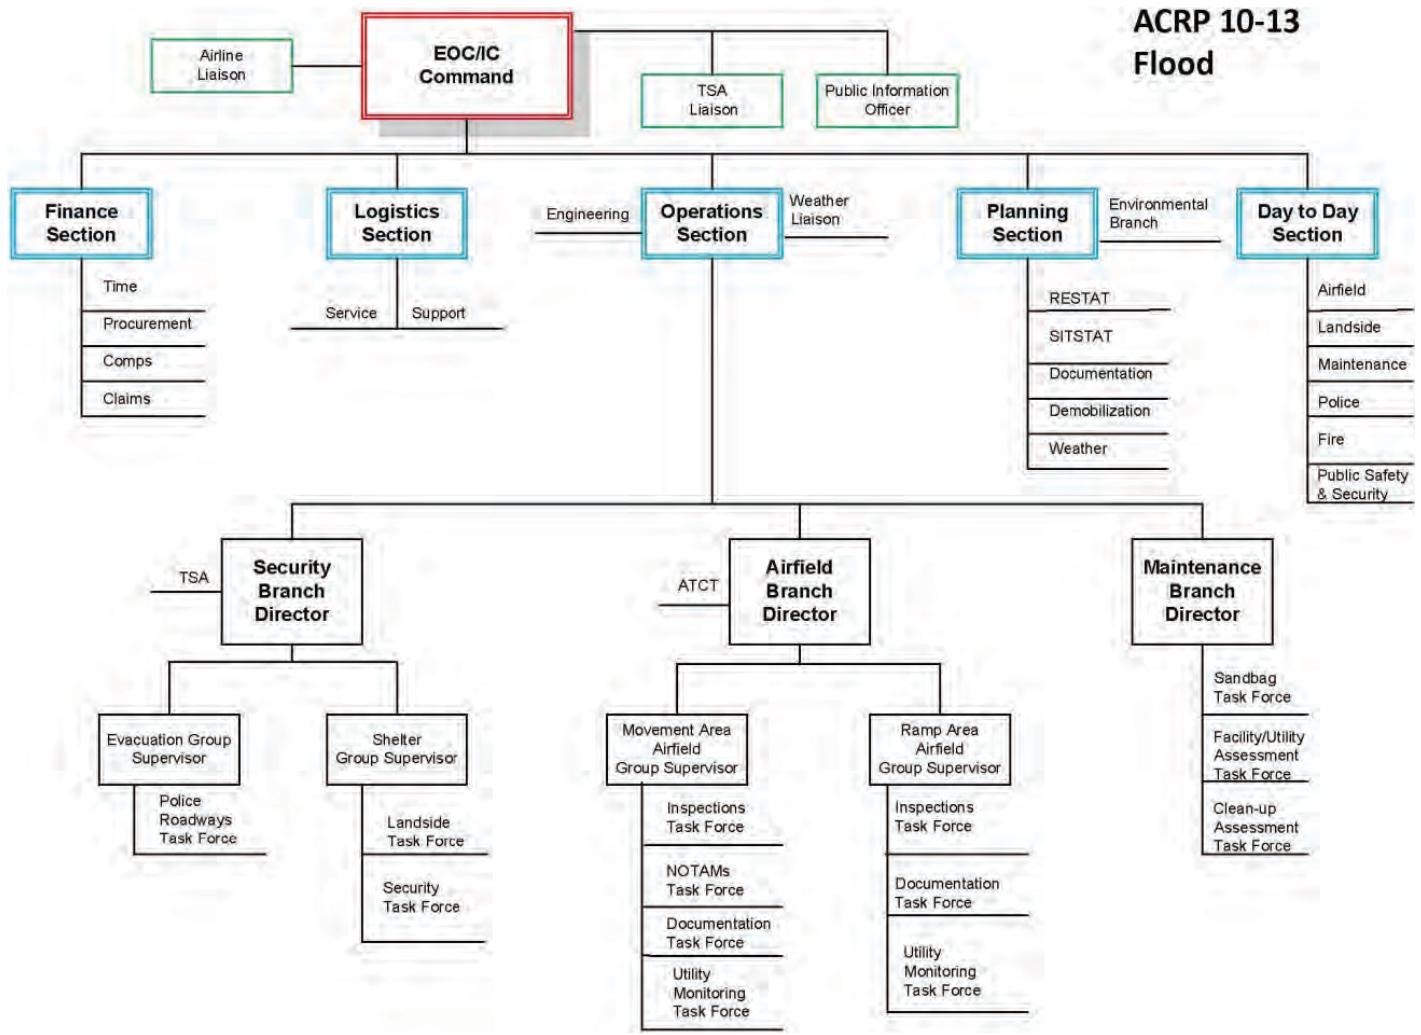 ACRP 10-13
Flood
Airline
Liaison
EOC/IC
Command
TSA
Liaison
Public Information
Officer
Finance
Section
Logistics
Section
Engineering
Operations
Section
Weather
Liaison
Planning
Section
Environmental
Branch
Day to Day
Section
Time
Procurement
Comps
Claims
Service
Support
RESTAT
SITSTAT
Documentation
Demobilization
Weather
Airfield
Landside
Maintenance
Police
Fire
Public Safety
& Security
TSA
Security
Branch
Director
ATCT
Airfield
Branch
Director
Maintenance
Branch
Director
Evacuation Group
Supervisor
Shelter
Group Supervisor
Movement Area
Airfield
Group Supervisor
Ramp Area
Airfield
Group Supervisor
Sandbag
Task Force
Facility/Utility
Assessment
Task Force
Clean-up
Assessment
Task Force
Police
Roadways
Task Force
Landside
Task Force
Security
Task Force
Inspections
Task Force
NOTAMs
Task Force
Documentation
Task Force
Utility
Monitoring
Task Force
Inspections
Task Force
Documentation
Task Force
Utility
Monitoring
Task Force